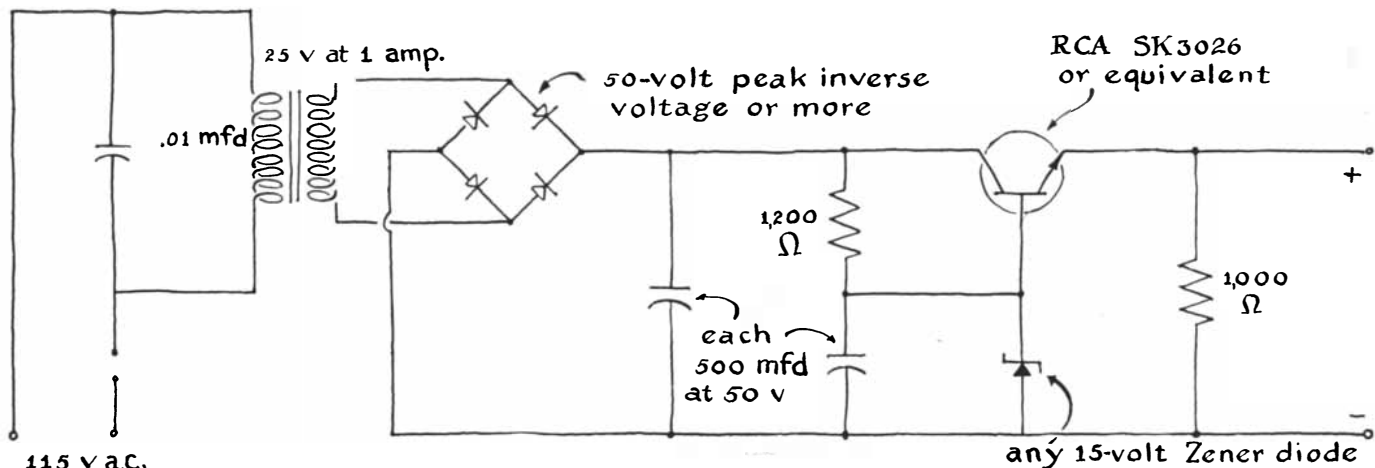 25 v at 1 amp.
.01 mfd
50-volt peak inverse
voltage or more
RCA SK3026
or equivalent
1,200
Ω
each
500 mfd
at 50 v
1,000
Ω
+
−
115 v a.c.
any 15-volt Zener diode